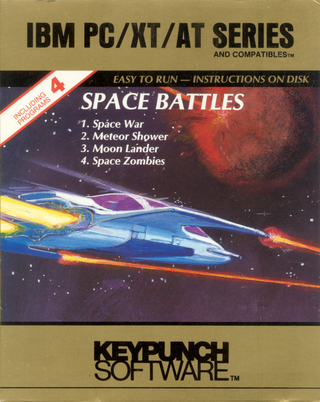 IBM PC/XT/AT SERIES
AND COMPATIBLES™
EASY TO RUN — INSTRUCTIONS ON DISK
INCLUDING 4
PROGRAMS
SPACE BATTLES
1. Space War
2. Meteor Shower
3. Moon Lander
4. Space Zombies
KEYPUNCH
SOFTWARE™